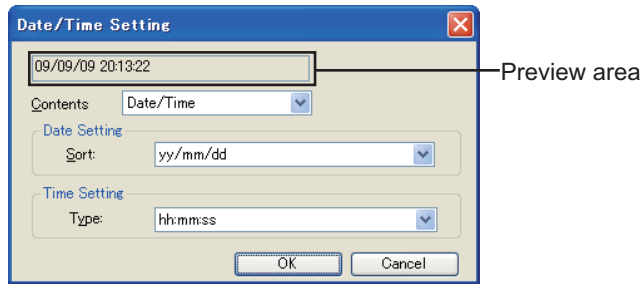 Date/Time Setting
09/09/09 20:13:22
Preview area
Contents Date/Time
Date Setting
Sort: yy/mm/dd
Time Setting
Type: hh:mm:ss
OK Cancel